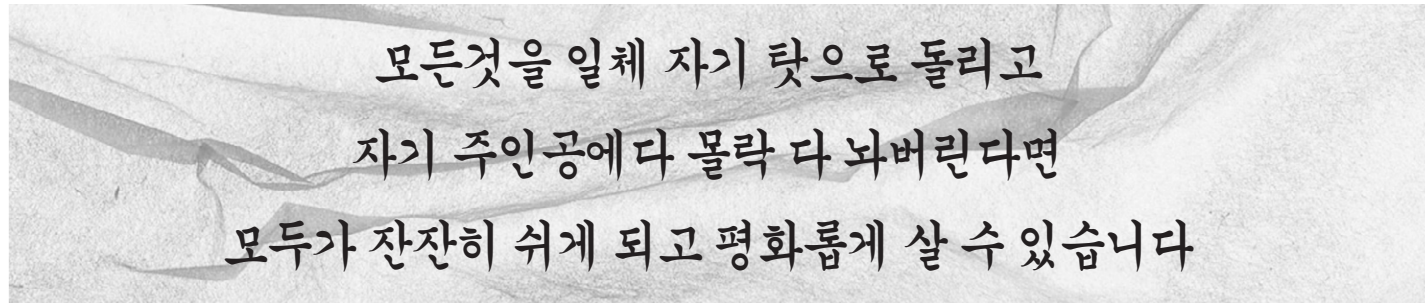 모든것을 일체 자기 탓으로 돌리고
자기 주인공에다 몰락 다 놔버린다면
모두가 잔잔히 쉬게 되고 평화롭게 살 수 있습니다